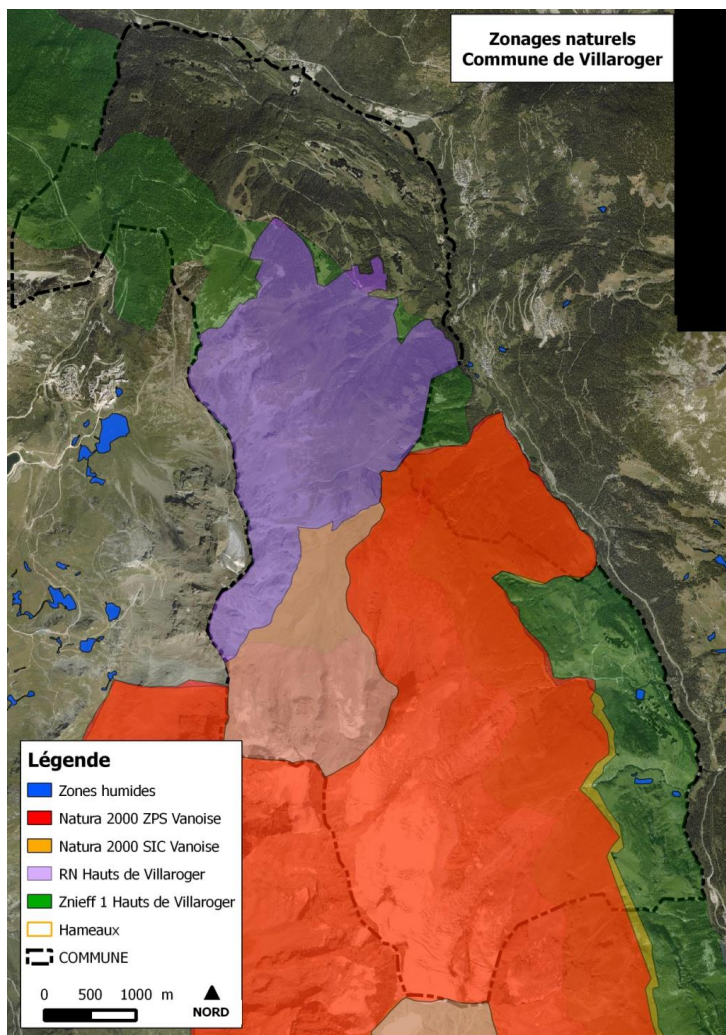 Zonages naturels
Commune de Villaroger
Légende
Zones humides
Natura 2000 ZPS Vanoise
Natura 2000 SIC Vanoise
RN Hauts de Villaroger
Znieff 1 Hauts de Villaroger
Hameaux
COMMUNE
0 500 1000 m
NORD